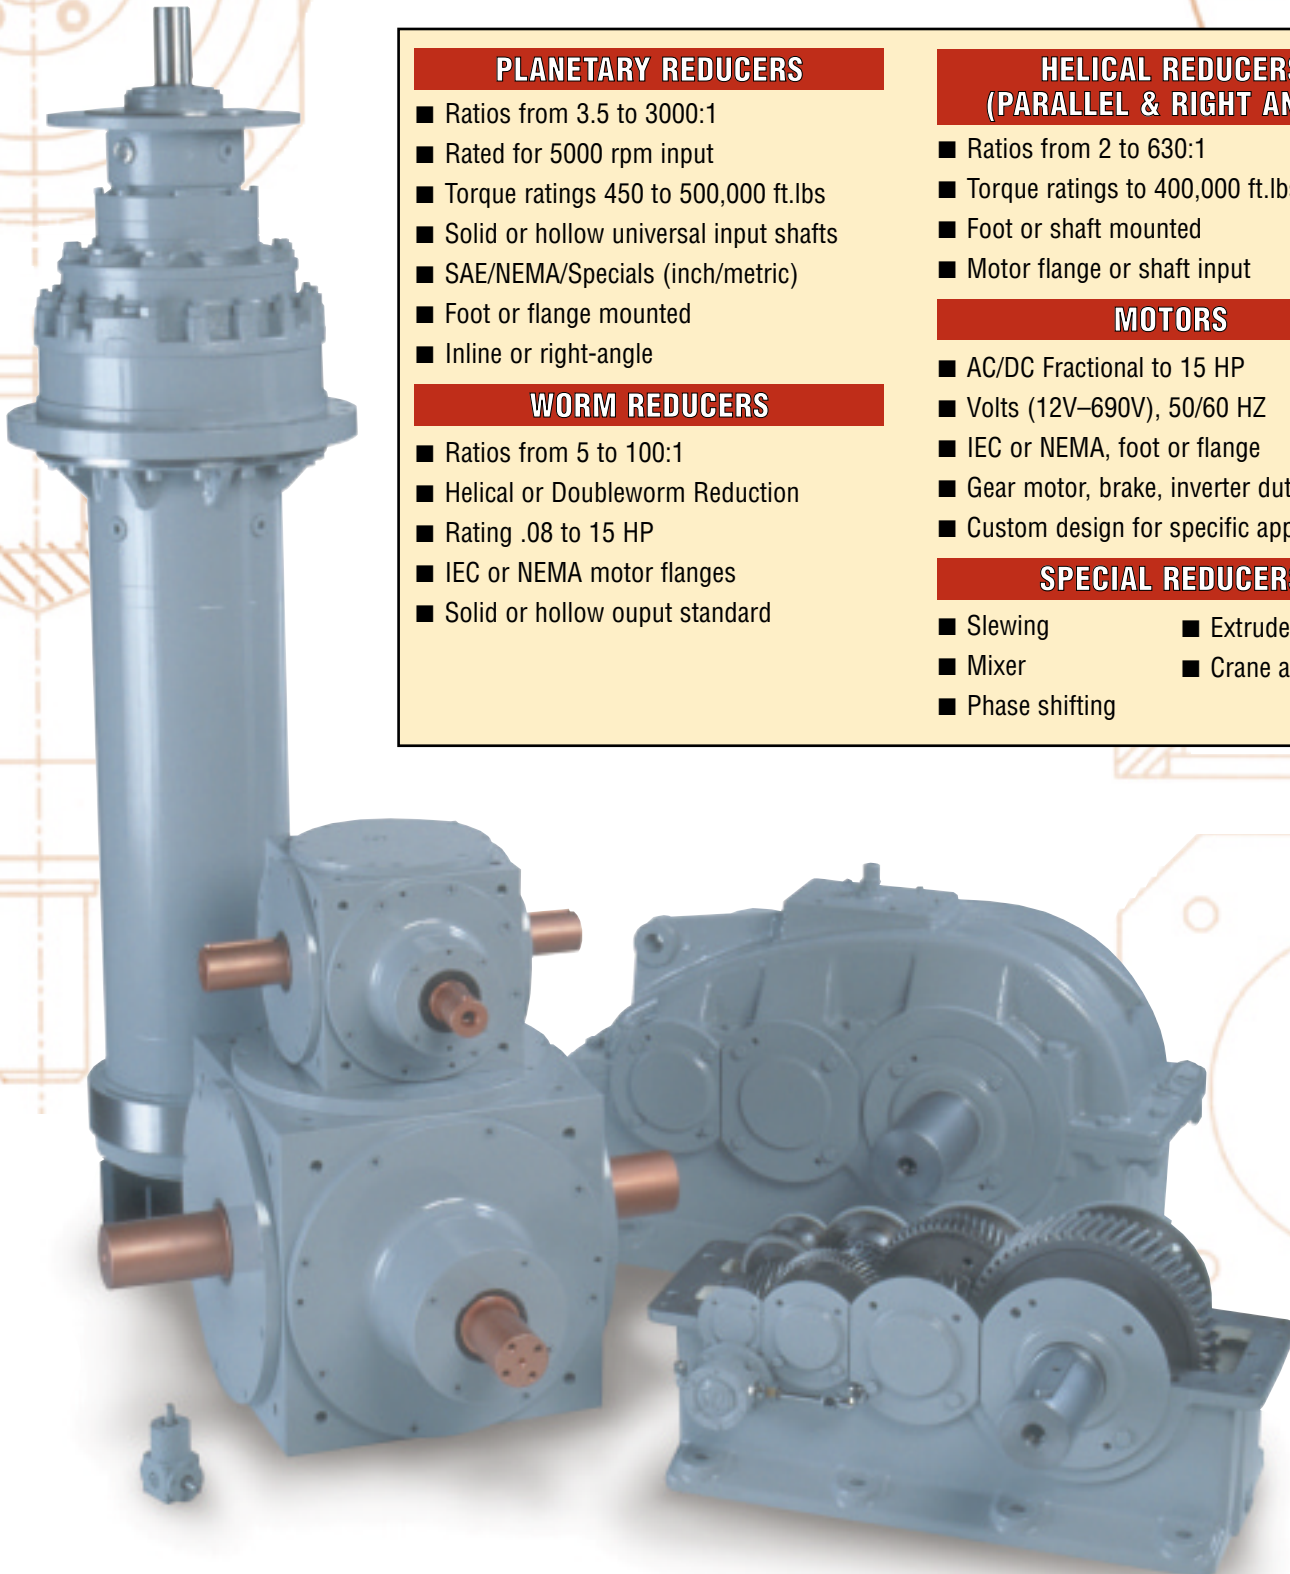 PLANETARY REDUCERS
Ratios from 3.5 to 3000:1
Rated for 5000 rpm input
Torque ratings 450 to 500,000 ft.lbs
Solid or hollow universal input shafts
SAE/NEMA/Specials (inch/metric)
Foot or flange mounted
Inline or right-angle
WORM REDUCERS
Ratios from 5 to 100:1
Helical or Doubleworm Reduction
Rating .08 to 15 HP
IEC or NEMA motor flanges
Solid or hollow ouput standard
HELICAL REDUCERS
(PARALLEL & RIGHT AN
Ratios from 2 to 630:1
Torque ratings to 400,000 ft.lbs
Foot or shaft mounted
Motor flange or shaft input
MOTORS
AC/DC Fractional to 15 HP
Volts (12V–690V), 50/60 HZ
IEC or NEMA, foot or flange
Gear motor, brake, inverter dut
Custom design for specific app
SPECIAL REDUCERS
Slewing
Mixer
Phase shifting
Extrude
Crane a